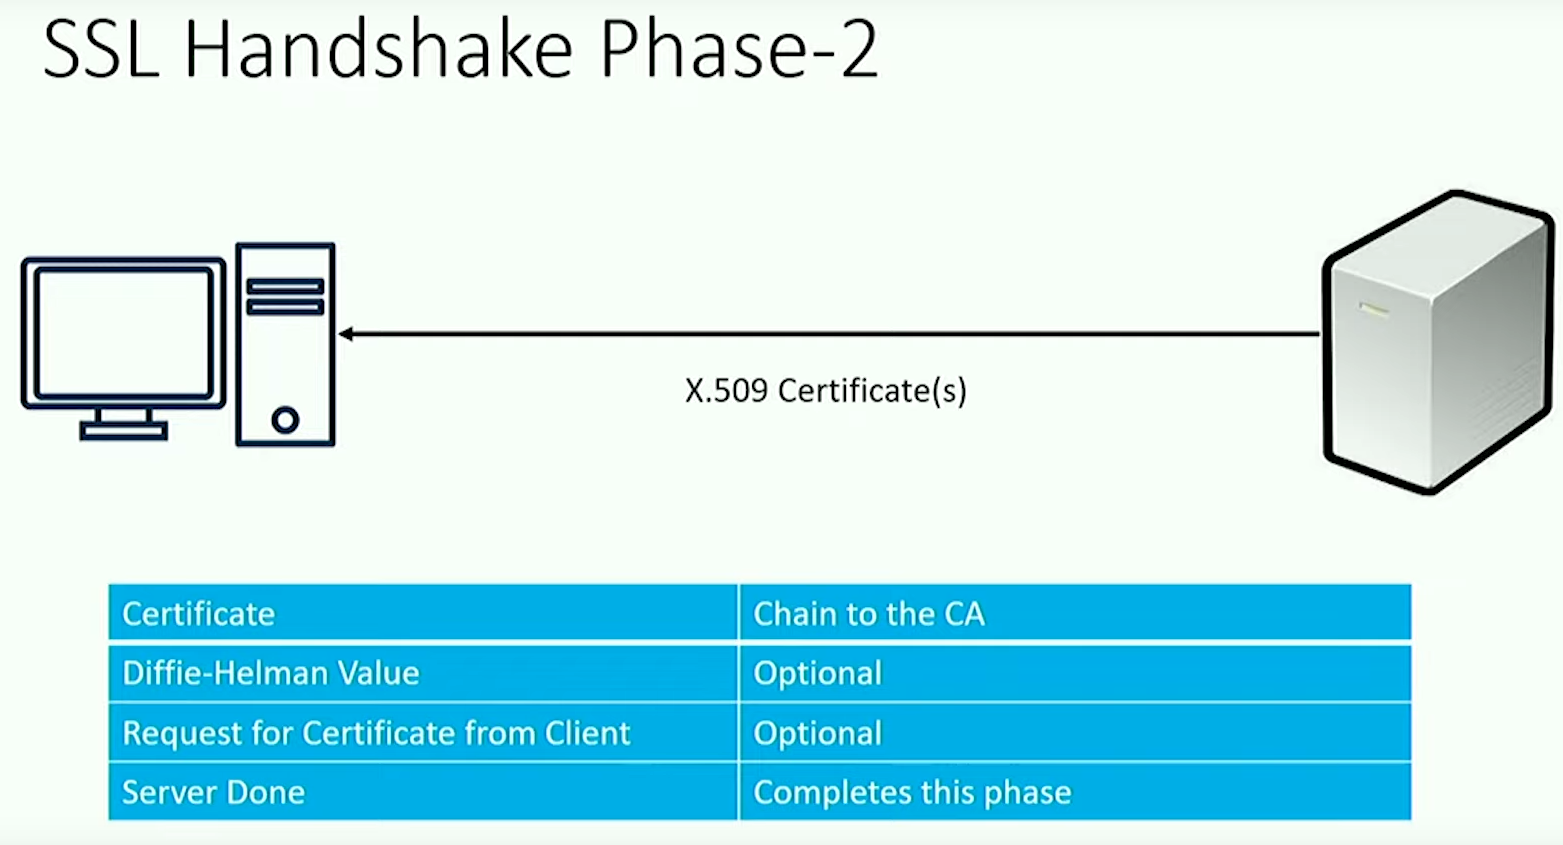 SSL Handshake Phase-2
X.509 Certificate(s)
Certificate Chain to the CA
Diffie-Helman Value Optional
Request for Certificate from Client Optional
Server Done Completes this phase